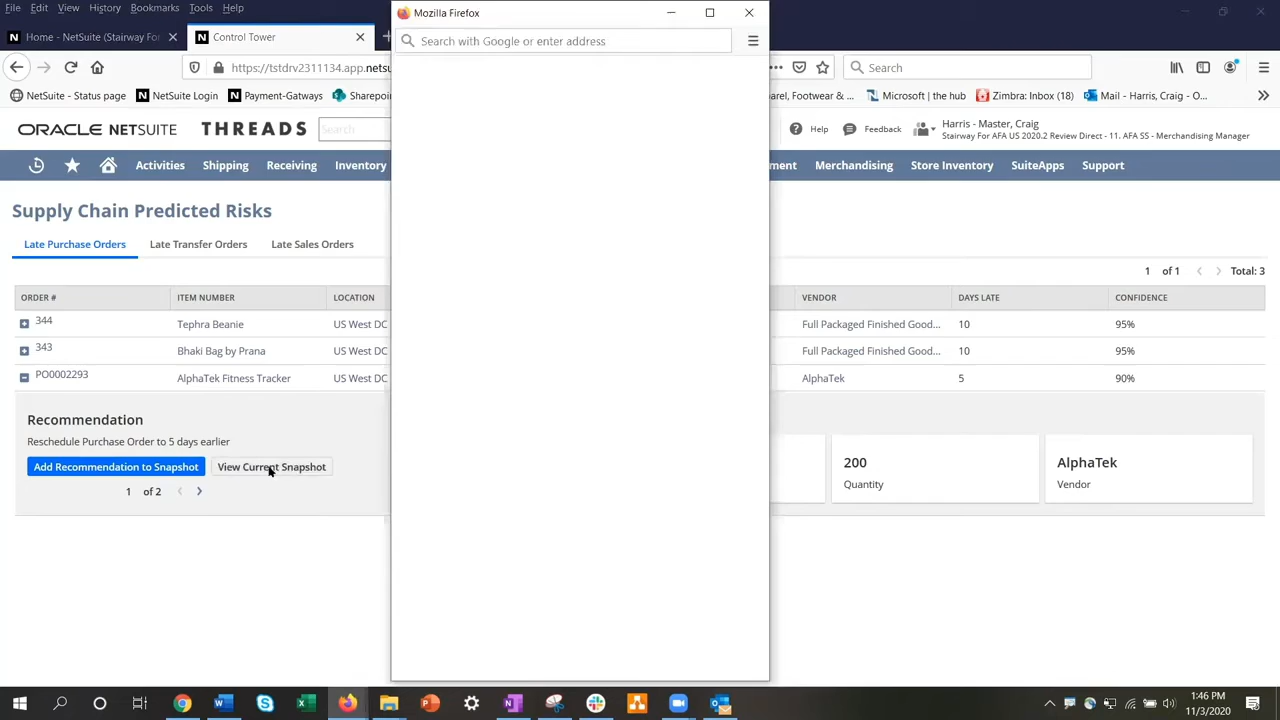 File Edit View History Bookmarks Tools Help
Mozilla Firefox
Home - NetSuite (Stairway For
Control Tower
Search with Google or enter address
https://tstdrv2311134.app.netsu
Search
NetSuite - Status page
NetSuite Login
Payment-Gatways
Sharepoin
arel, Footwear & ...
Microsoft | the hub
Zimbra: Inbox (18)
Mail - Harris, Craig - O...
ORACLE NETSUITE THREADS
Search
Help
Feedback
Harris - Master, Craig
Stairway For AFA US 2020.2 Review Direct - 11. AFA SS - Merchandising Manager
Activities Shipping Receiving Inventory ment Merchandising Store Inventory SuiteApps Support
Supply Chain Predicted Risks
Late Purchase Orders Late Transfer Orders Late Sales Orders
1 of 1 Total: 3
ORDER # ITEM NUMBER LOCATION VENDOR DAYS LATE CONFIDENCE
344 Tephra Beanie US West DC Full Packaged Finished Good... 10 95%
343 Bhaki Bag by Prana US West DC Full Packaged Finished Good... 10 95%
PO0002293 AlphaTek Fitness Tracker US West DC AlphaTek 5 90%
Recommendation
Reschedule Purchase Order to 5 days earlier
Add Recommendation to Snapshot View Current Snapshot
1 of 2
200
Quantity
AlphaTek
Vendor
1:46 PM
11/3/2020